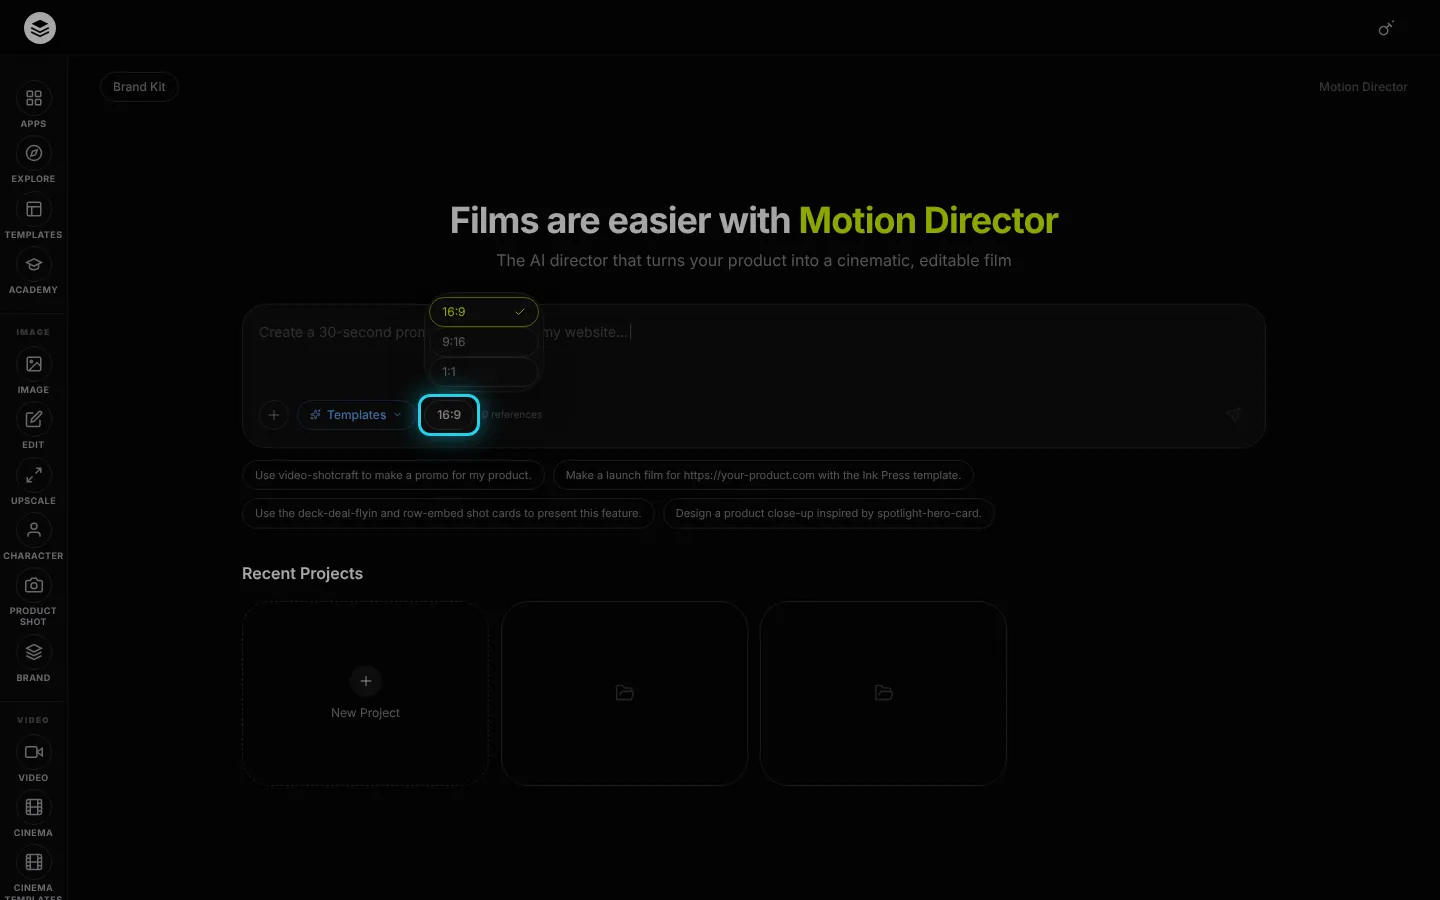 Brand Kit
Motion Director
APPS
EXPLORE
TEMPLATES
ACADEMY
IMAGE
IMAGE
EDIT
UPSCALE
CHARACTER
PRODUCT
SHOT
BRAND
VIDEO
VIDEO
CINEMA
CINEMA
TEMPLATES
Films are easier with Motion Director
The AI director that turns your product into a cinematic, editable film
Create a 30-second prom my website...
16:9
9:16
1:1
Templates
16:9
references
Use video-shotcraft to make a promo for my product.
Make a launch film for https://your-product.com with the Ink Press template.
Use the deck-deal-flyin and row-embed shot cards to present this feature.
Design a product close-up inspired by spotlight-hero-card.
Recent Projects
New Project